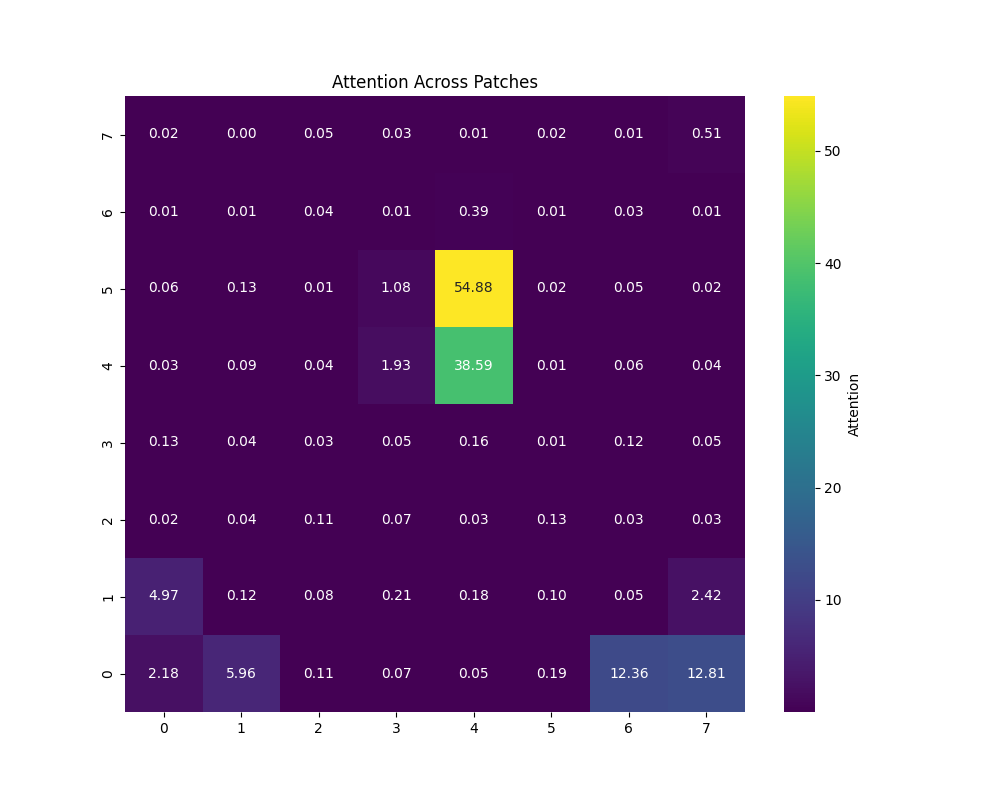 Attention Across Patches
7 0.02 0.00 0.05 0.03 0.01 0.02 0.01 0.51
6 0.01 0.01 0.04 0.01 0.39 0.01 0.03 0.01
5 0.06 0.13 0.01 1.08 54.88 0.02 0.05 0.02
4 0.03 0.09 0.04 1.93 38.59 0.01 0.06 0.04
3 0.13 0.04 0.03 0.05 0.16 0.01 0.12 0.05
2 0.02 0.04 0.11 0.07 0.03 0.13 0.03 0.03
1 4.97 0.12 0.08 0.21 0.18 0.10 0.05 2.42
0 2.18 5.96 0.11 0.07 0.05 0.19 12.36 12.81
0 1 2 3 4 5 6 7
50
40
30
20
10
Attention